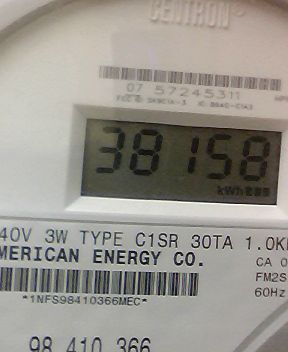 CENTRON®
07 57245311
38158
kWh
40V 3W TYPE C1SR 30TA 1.0K
MERICAN ENERGY CO.
CA 0
FM2S
60Hz
*1NFS98410366MEC*
98 410 366